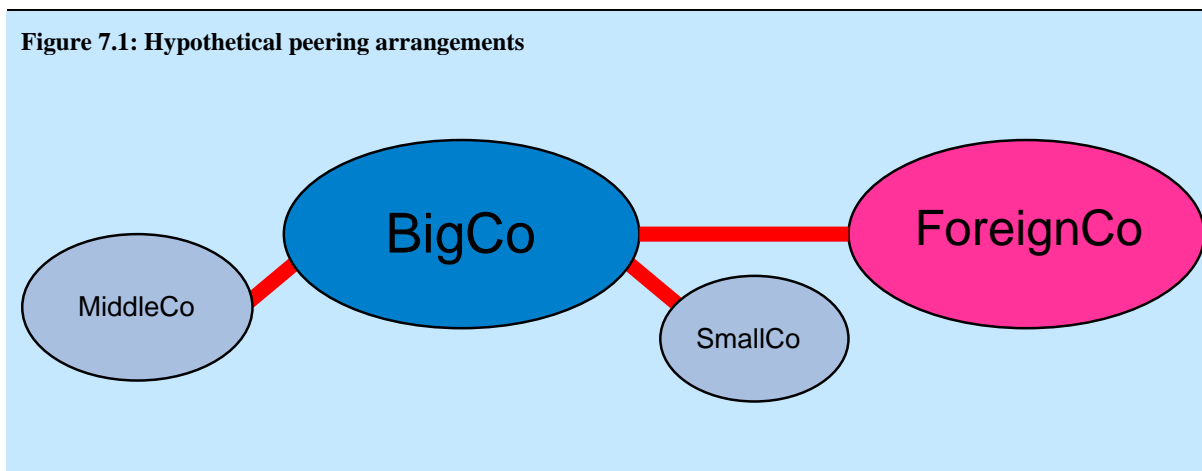 Figure 7.1: Hypothetical peering arrangements
BigCo
ForeignCo
MiddleCo
SmallCo